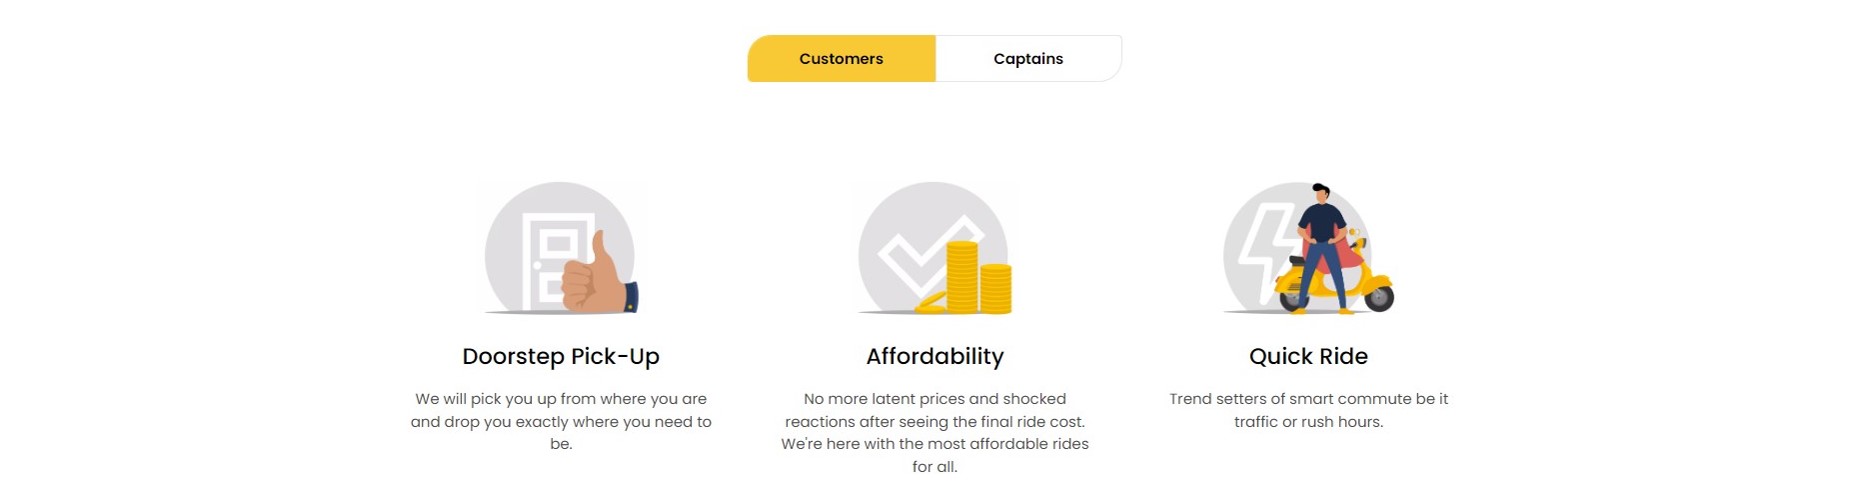 Customers
Captains
Doorstep Pick-Up
We will pick you up from where you are
and drop you exactly where you need to
be.
Affordability
No more latent prices and shocked
reactions after seeing the final ride cost.
We're here with the most affordable rides
for all.
Quick Ride
Trend setters of smart commute be it
traffic or rush hours.